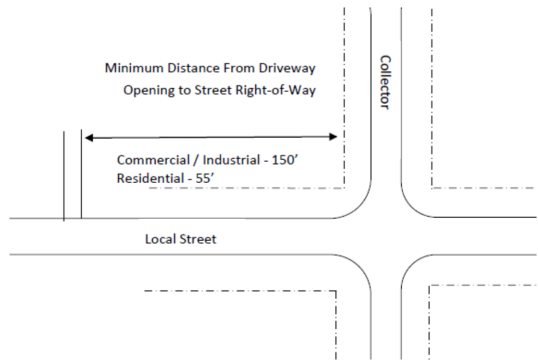 Minimum Distance From Driveway
Opening to Street Right-of-Way
Collector
Commercial / Industrial - 150’
Residential - 55’
Local Street